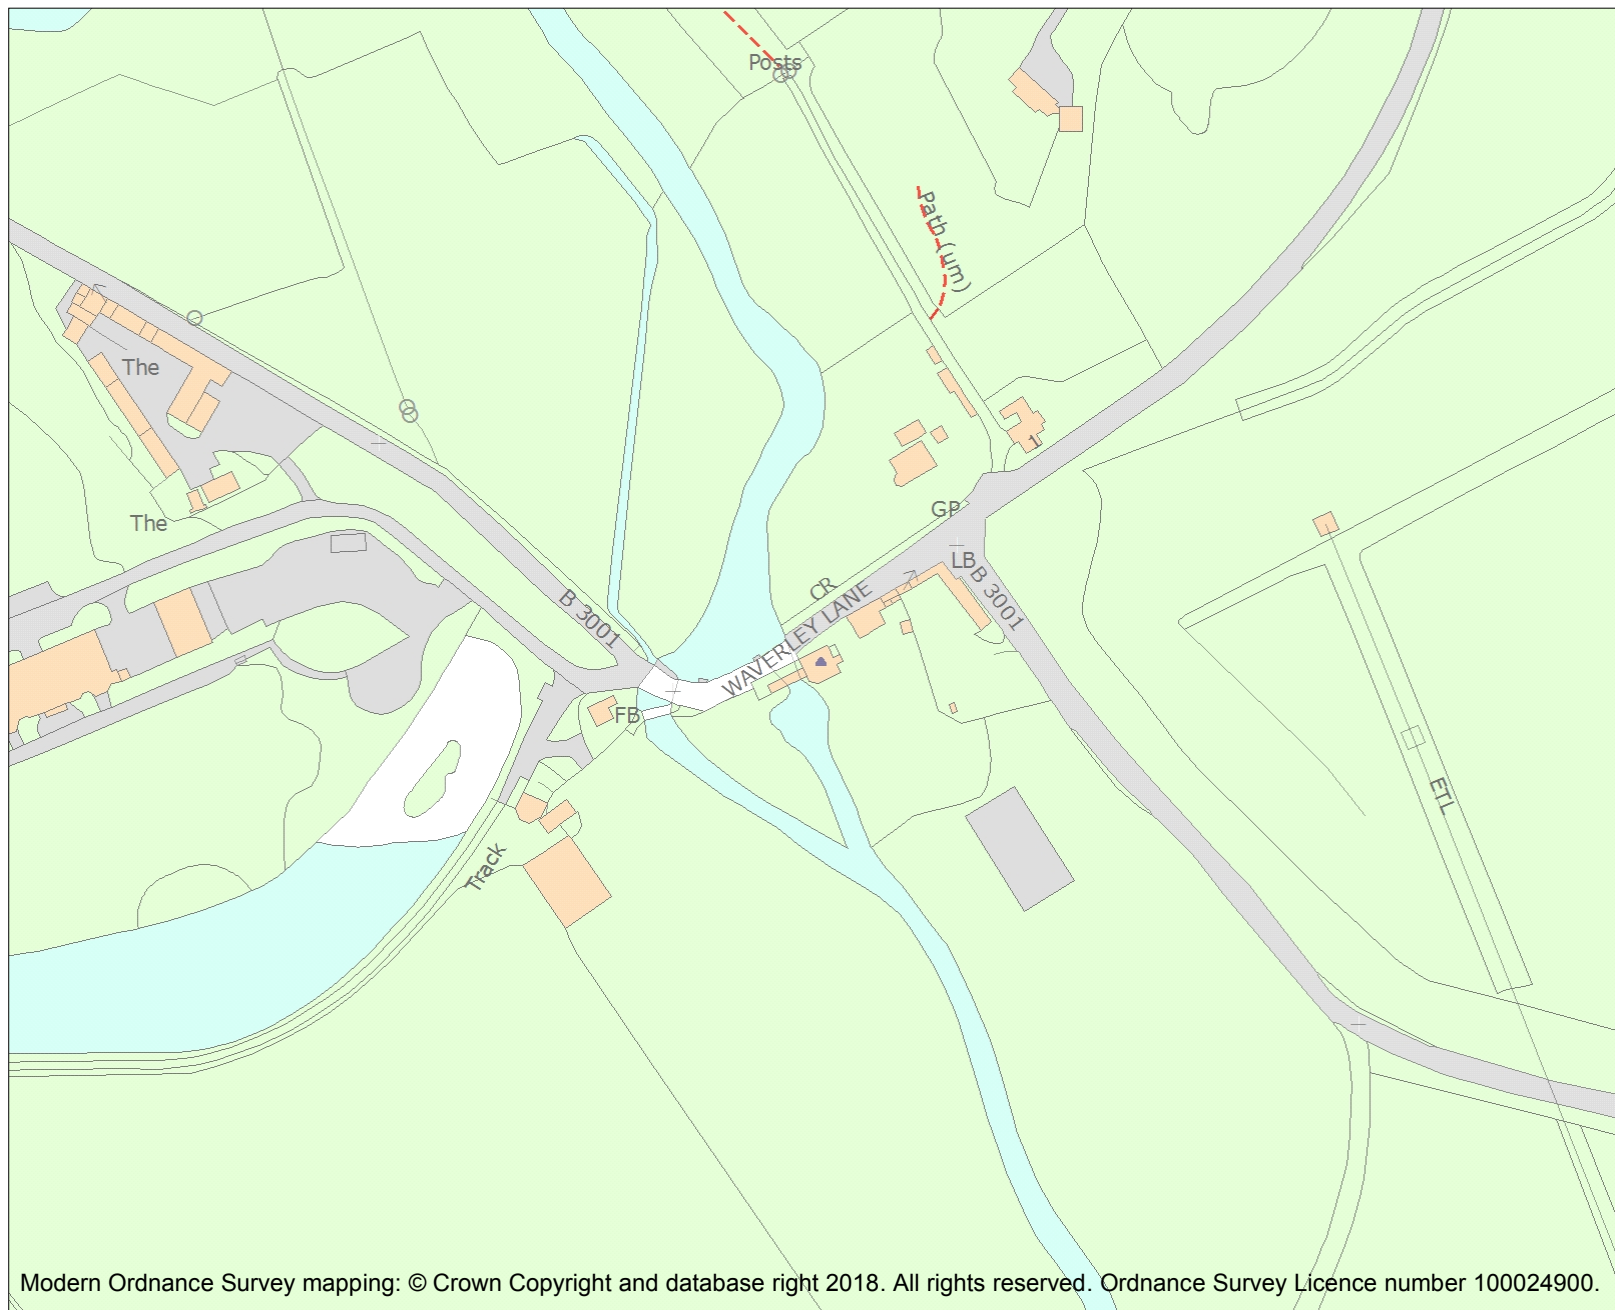 Posts
Path (um)
The
The
GP
LB
CR
WAVERLEY LANE
B 3001
B 3001
FB
1
ETL
Track
Modern Ordnance Survey mapping: © Crown Copyright and database right 2018. All rights reserved. Ordnance Survey Licence number 100024900.